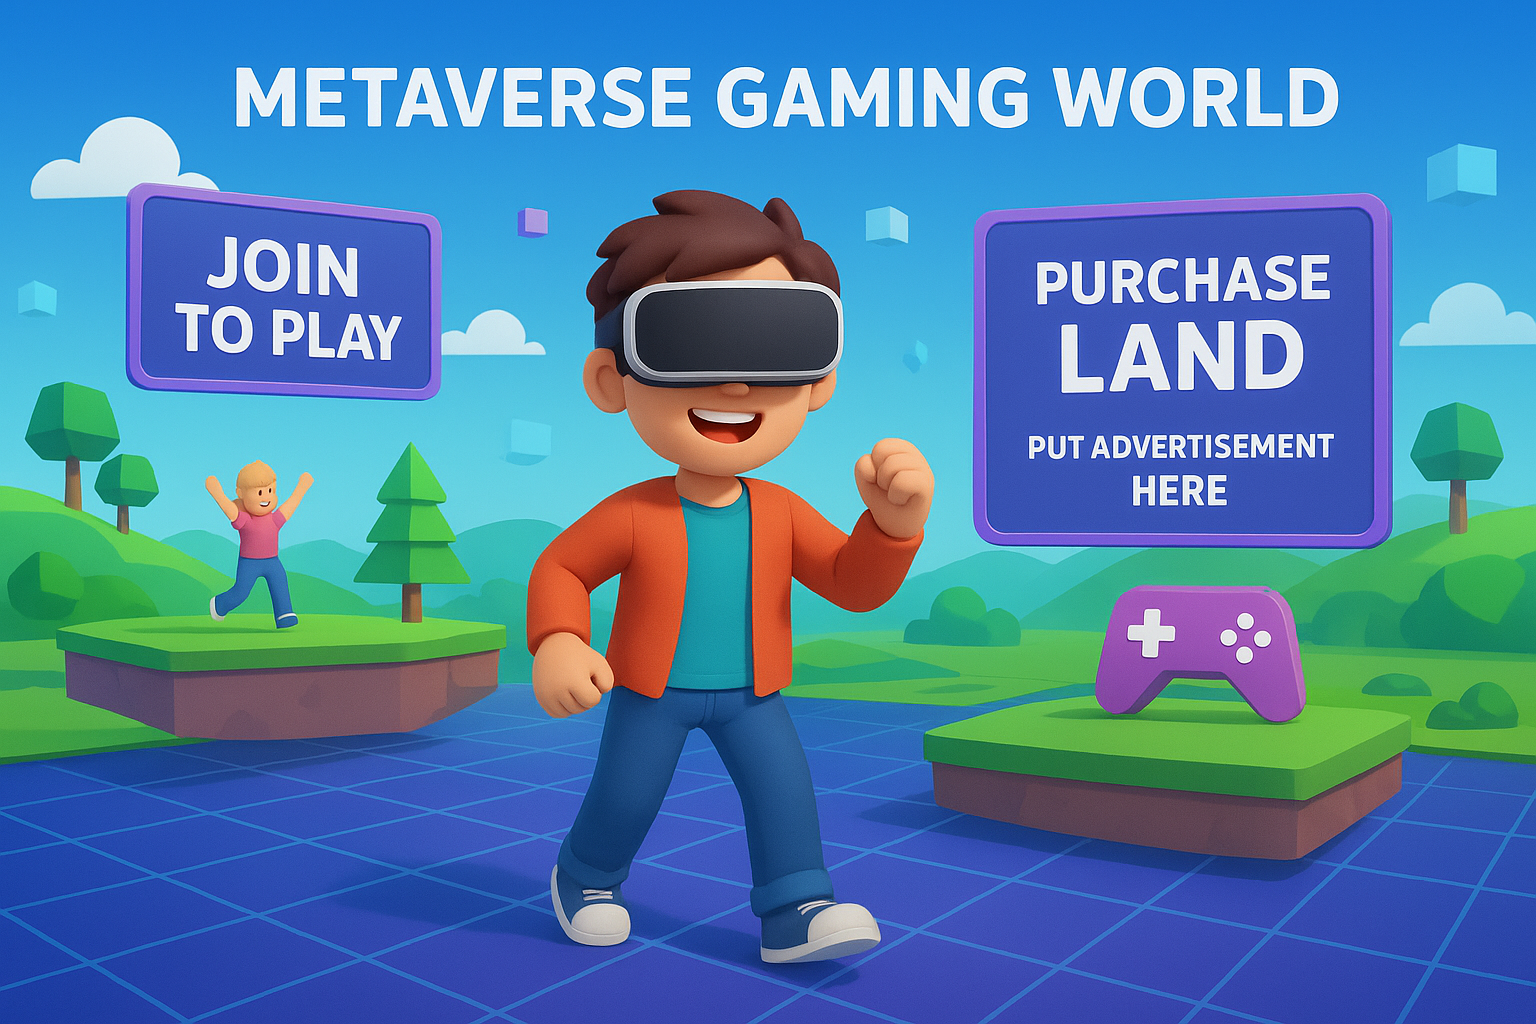 METAVERSE GAMING WORLD
JOIN
TO PLAY
PURCHASE
LAND
PUT ADVERTISEMENT
HERE